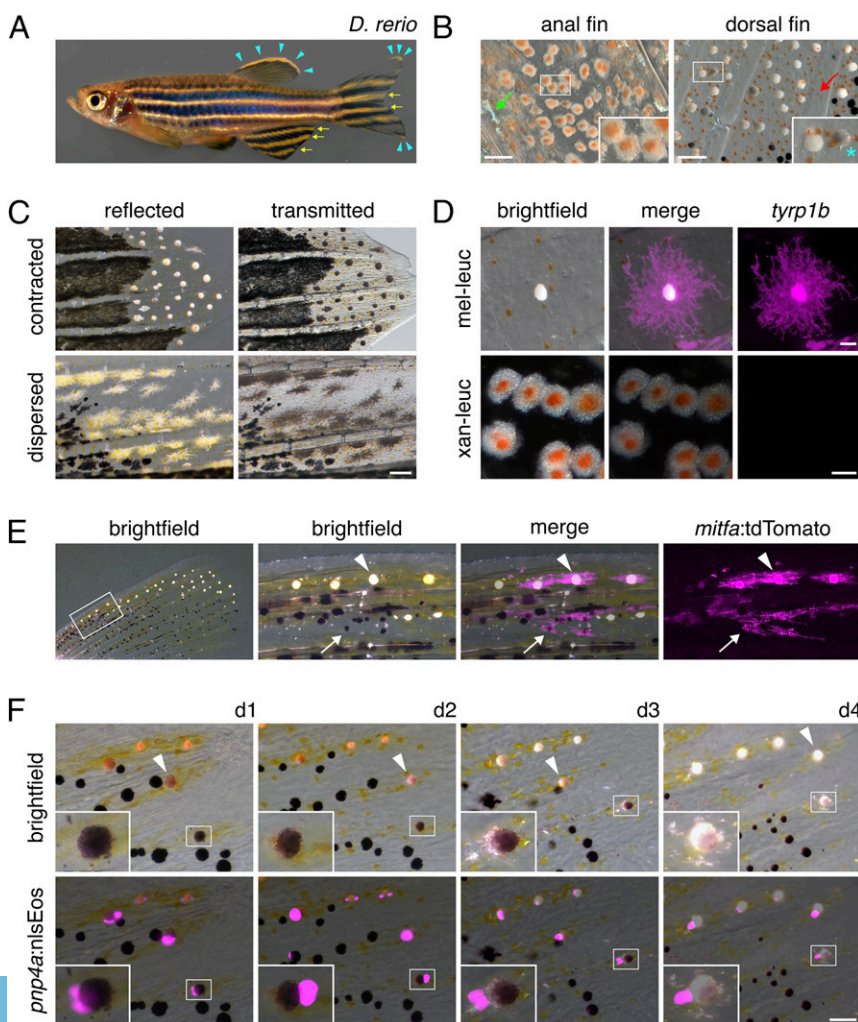 A
D. rerio
B
anal fin
dorsal fin
*
C
reflected
transmitted
contracted
dispersed
D
brightfield
merge
tyrp1b
mel-leuc
xan-leuc
E
brightfield
brightfield
merge
mitfa:tdTomato
F
d1
d2
d3
d4
brightfield
pnp4a:nlsEos